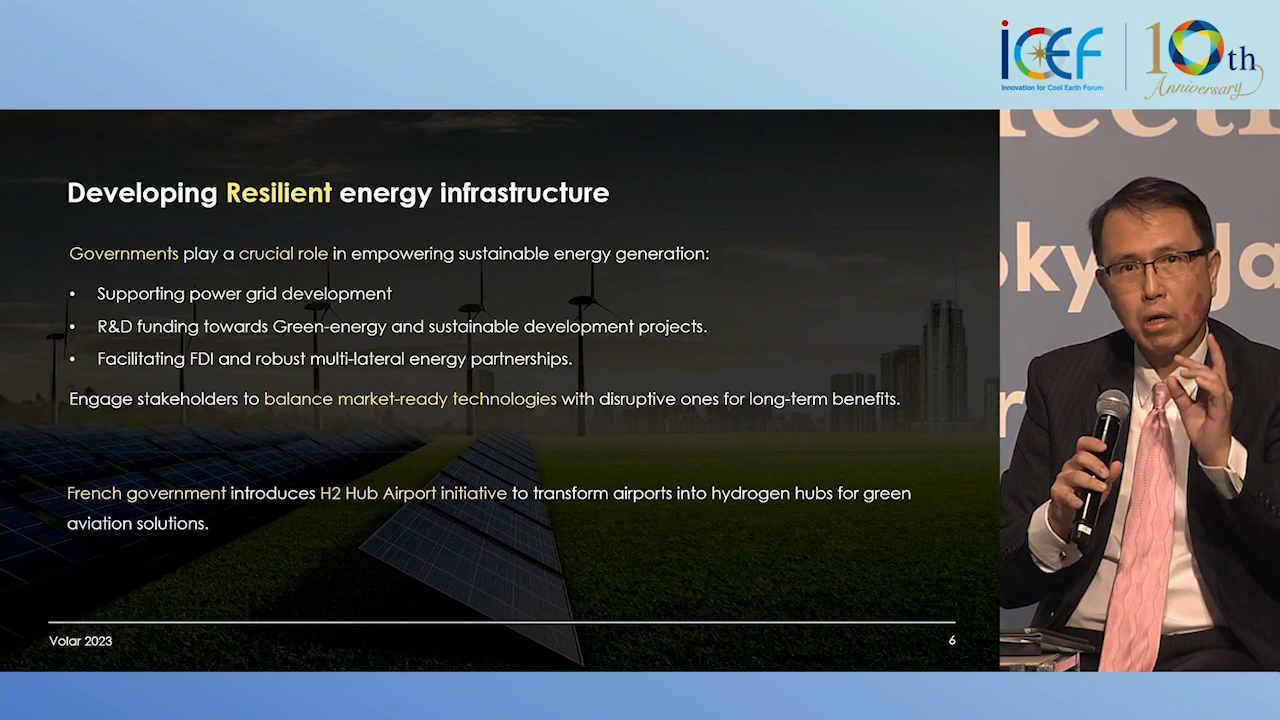 iCEF
Innovation for Cool Earth Forum
10th
Anniversary
Developing Resilient energy infrastructure
Governments play a crucial role in empowering sustainable energy generation:
• Supporting power grid development
• R&D funding towards Green-energy and sustainable development projects.
• Facilitating FDI and robust multi-lateral energy partnerships.
Engage stakeholders to balance market-ready technologies with disruptive ones for long-term benefits.
French government introduces H2 Hub Airport initiative to transform airports into hydrogen hubs for green
aviation solutions.
Volar 2023
6